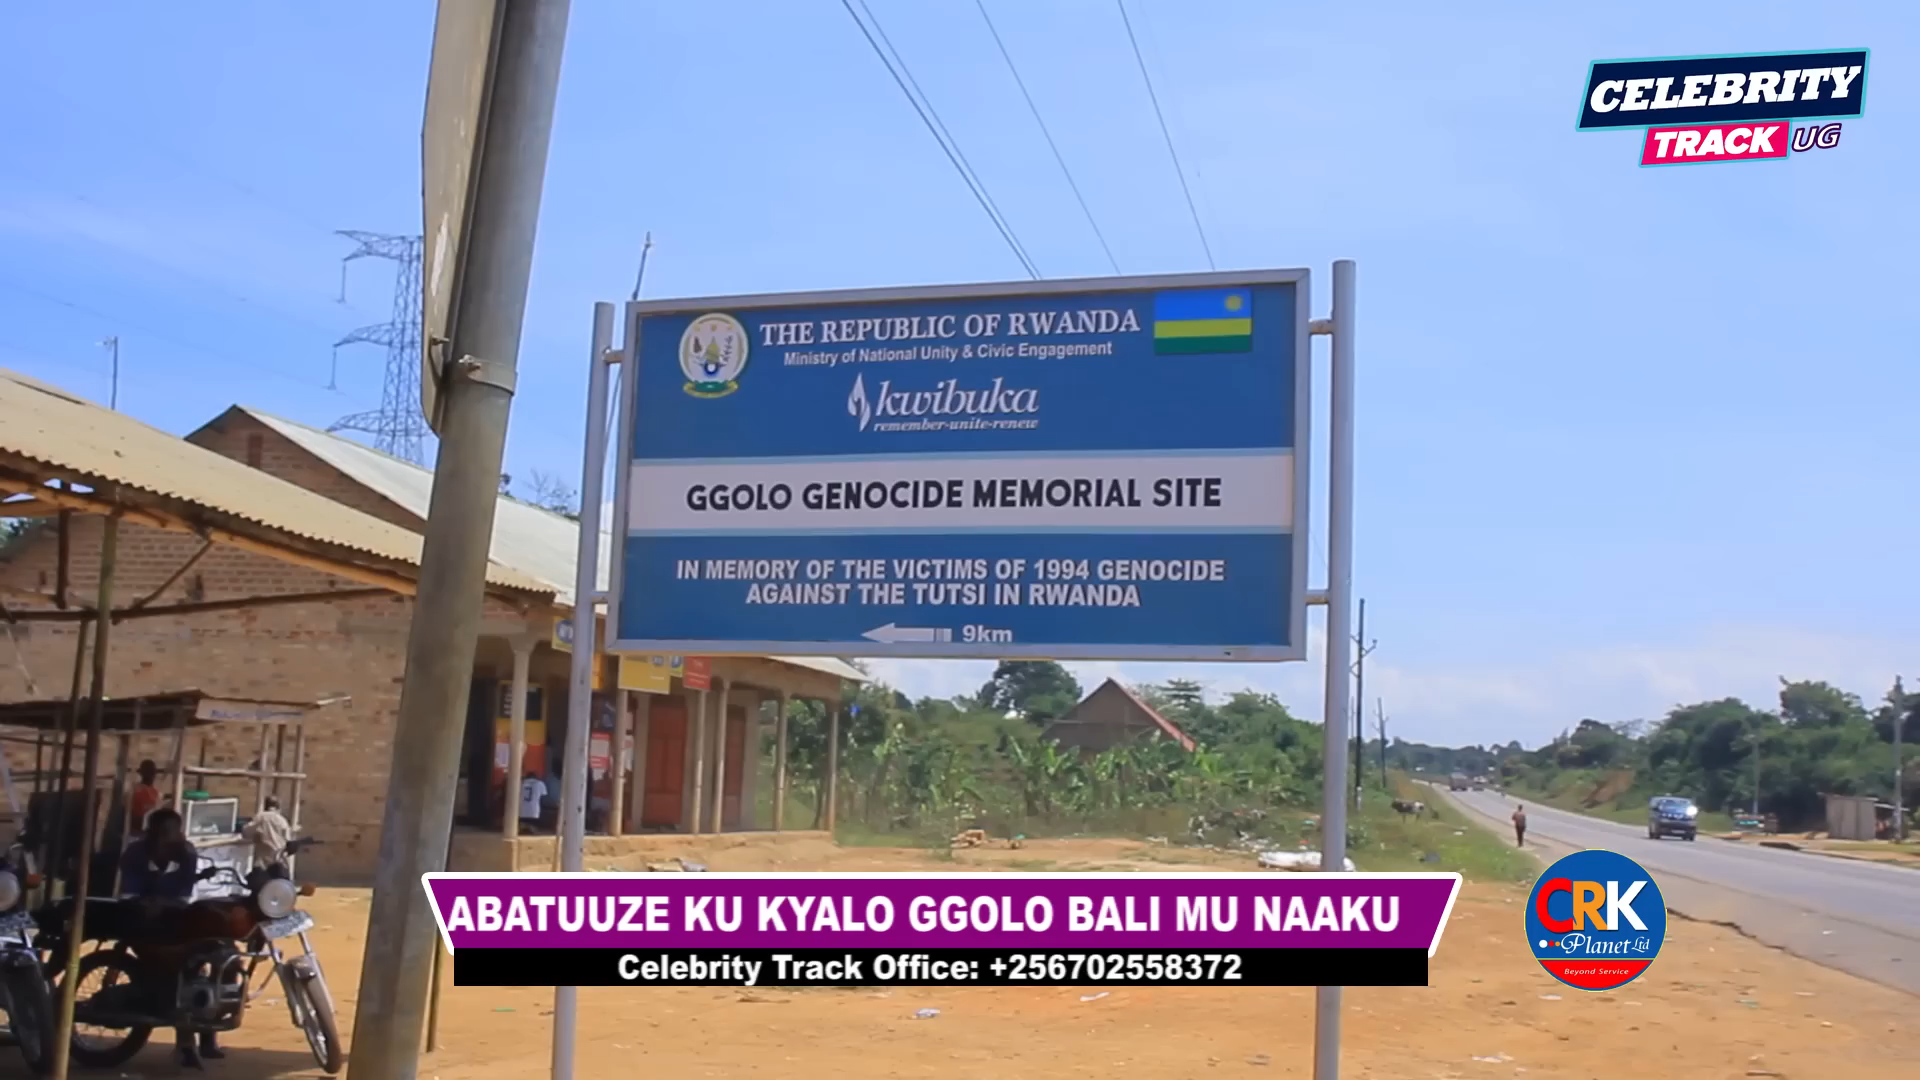 CELEBRITY
TRACK UG
THE REPUBLIC OF RWANDA
Ministry of National Unity & Civic Engagement
kwibuka
remember-unite-renew
GGOLO GENOCIDE MEMORIAL SITE
IN MEMORY OF THE VICTIMS OF 1994 GENOCIDE
AGAINST THE TUTSI IN RWANDA
9km
ABATUUZE KU KYALO GGOLO BALI MU NAAKU
Celebrity Track Office: +256702558372
CRK
Planet Ltd
Beyond Service